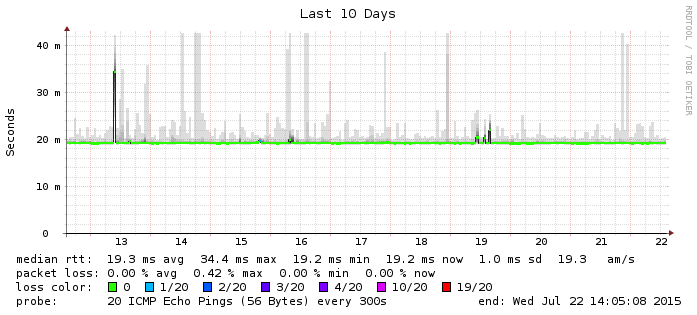 Last 10 Days
RRDTOOL / TOBI OETIKER
Seconds
40 m
30 m
20 m
10 m
0
13 14 15 16 17 18 19 20 21 22
median rtt: 19.3 ms avg 34.4 ms max 19.2 ms min 19.2 ms now 1.0 ms sd 19.3 am/s
packet loss: 0.00 % avg 0.42 % max 0.00 % min 0.00 % now
loss color: 0 1/20 2/20 3/20 4/20 10/20 19/20
probe: 20 ICMP Echo Pings (56 Bytes) every 300s end: Wed Jul 22 14:05:08 2015